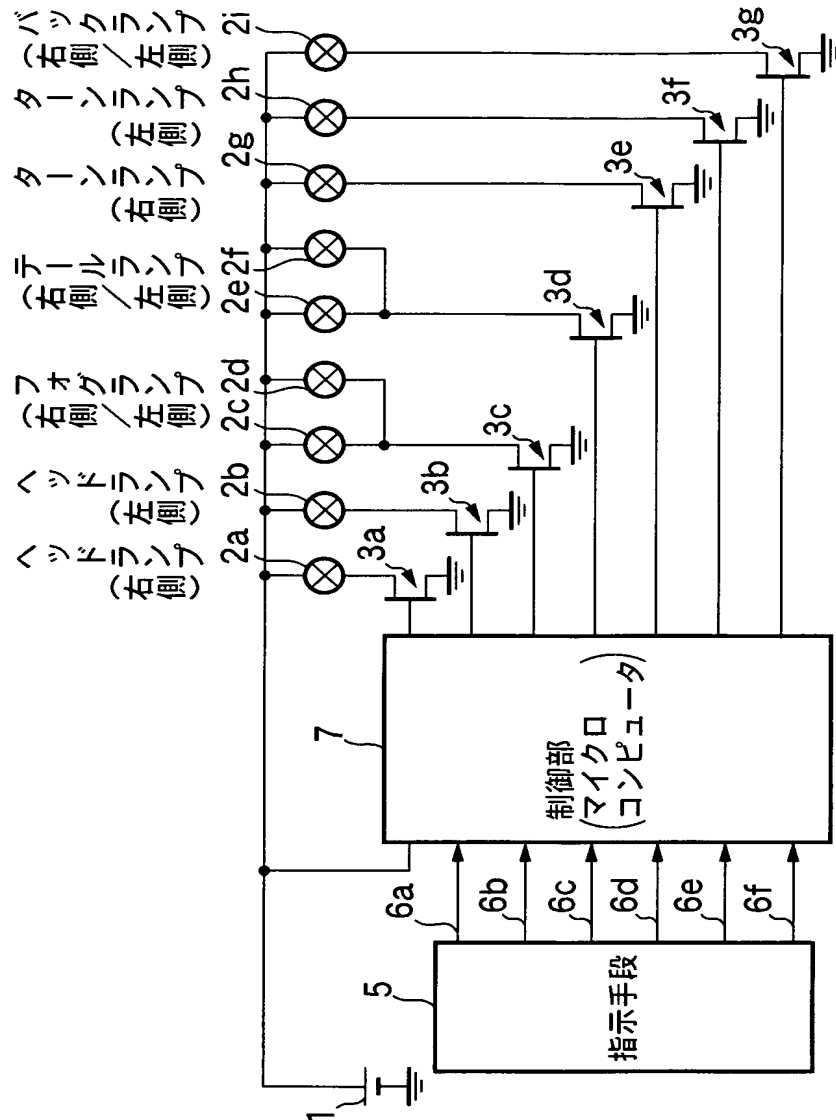 ヘッドランプ
(右側)
2a
ヘッドランプ
(左側)
2b
フォグランプ
(右側/左側)
2c 2d
テールランプ
(右側/左側)
2e 2f
ターンランプ
(右側)
2g
ターンランプ
(左側)
2h
バックランプ
(右側/左側)
2i
3a
3b
3c
3d
3e
3f
3g
7
制御部
(マイクロ
コンピュータ)
6a
6b
6c
6d
6e
6f
5
指示手段
1